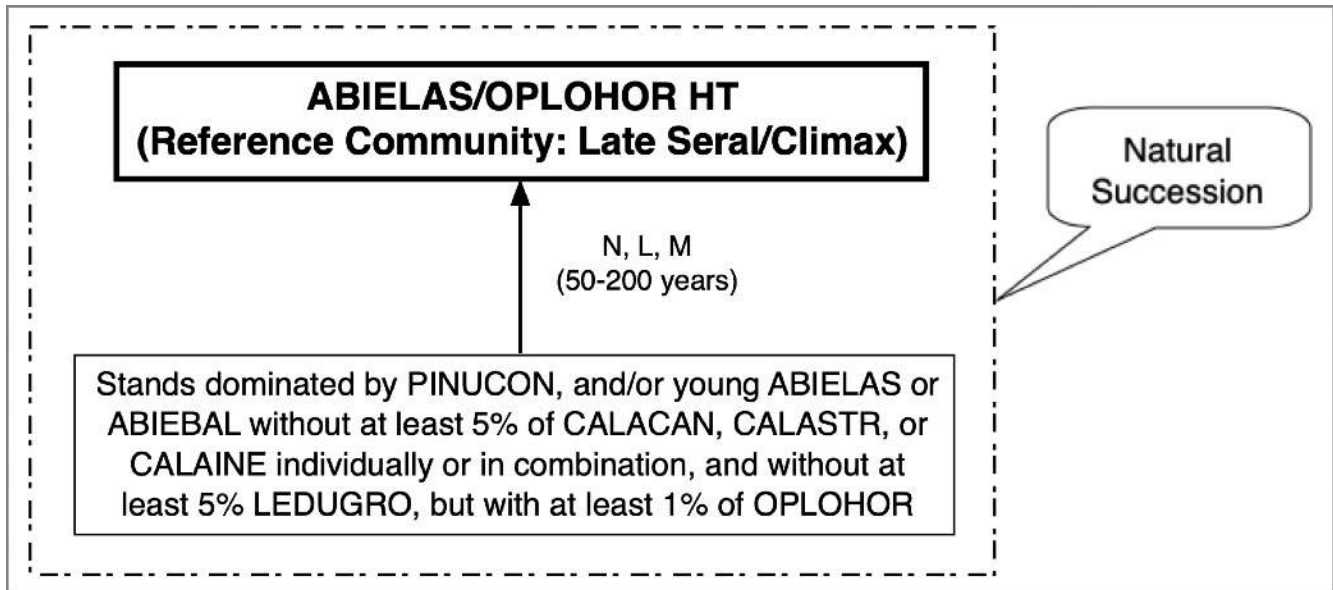 ABIELAS/OPLOHOR HT
(Reference Community: Late Seral/Climax)
Natural
Succession
N, L, M
(50-200 years)
Stands dominated by PINUCON, and/or young ABIELAS or
ABIEBAL without at least 5% of CALACAN, CALASTR, or
CALAINE individually or in combination, and without at
least 5% LEDUGRO, but with at least 1% of OPLOHOR